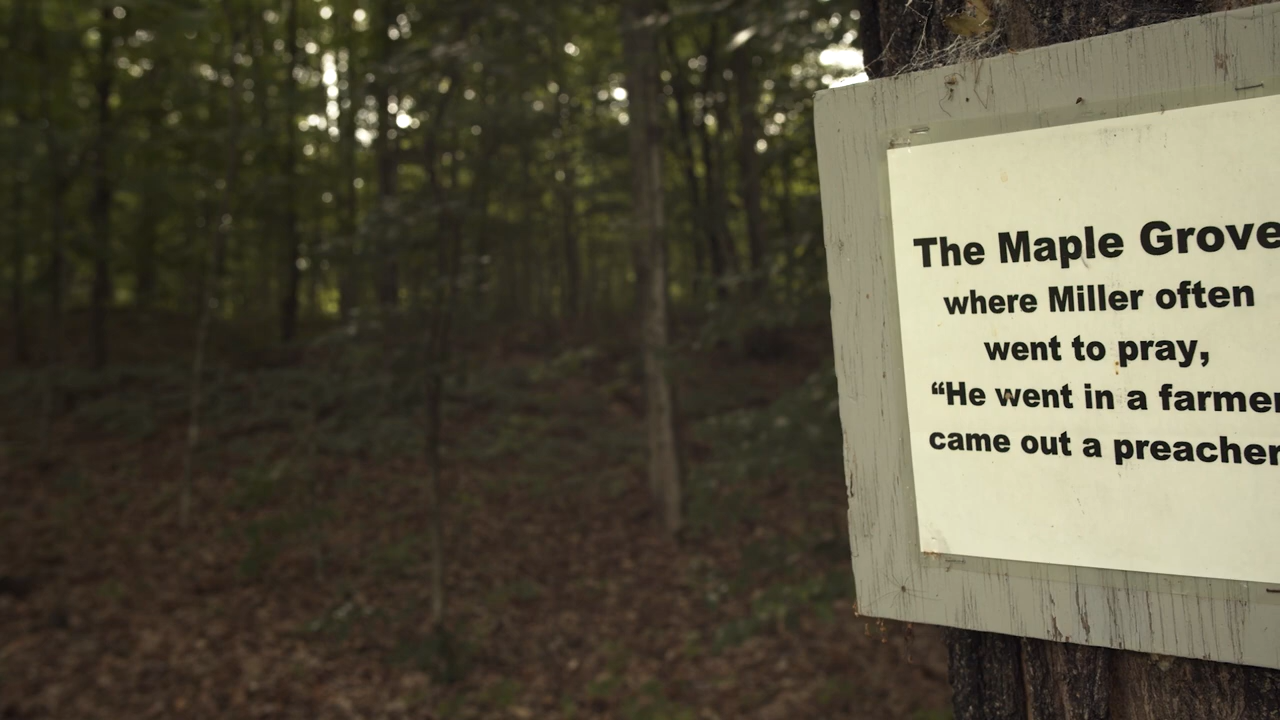 The Maple Grove
where Miller often
went to pray,
“He went in a farmer
came out a preacher